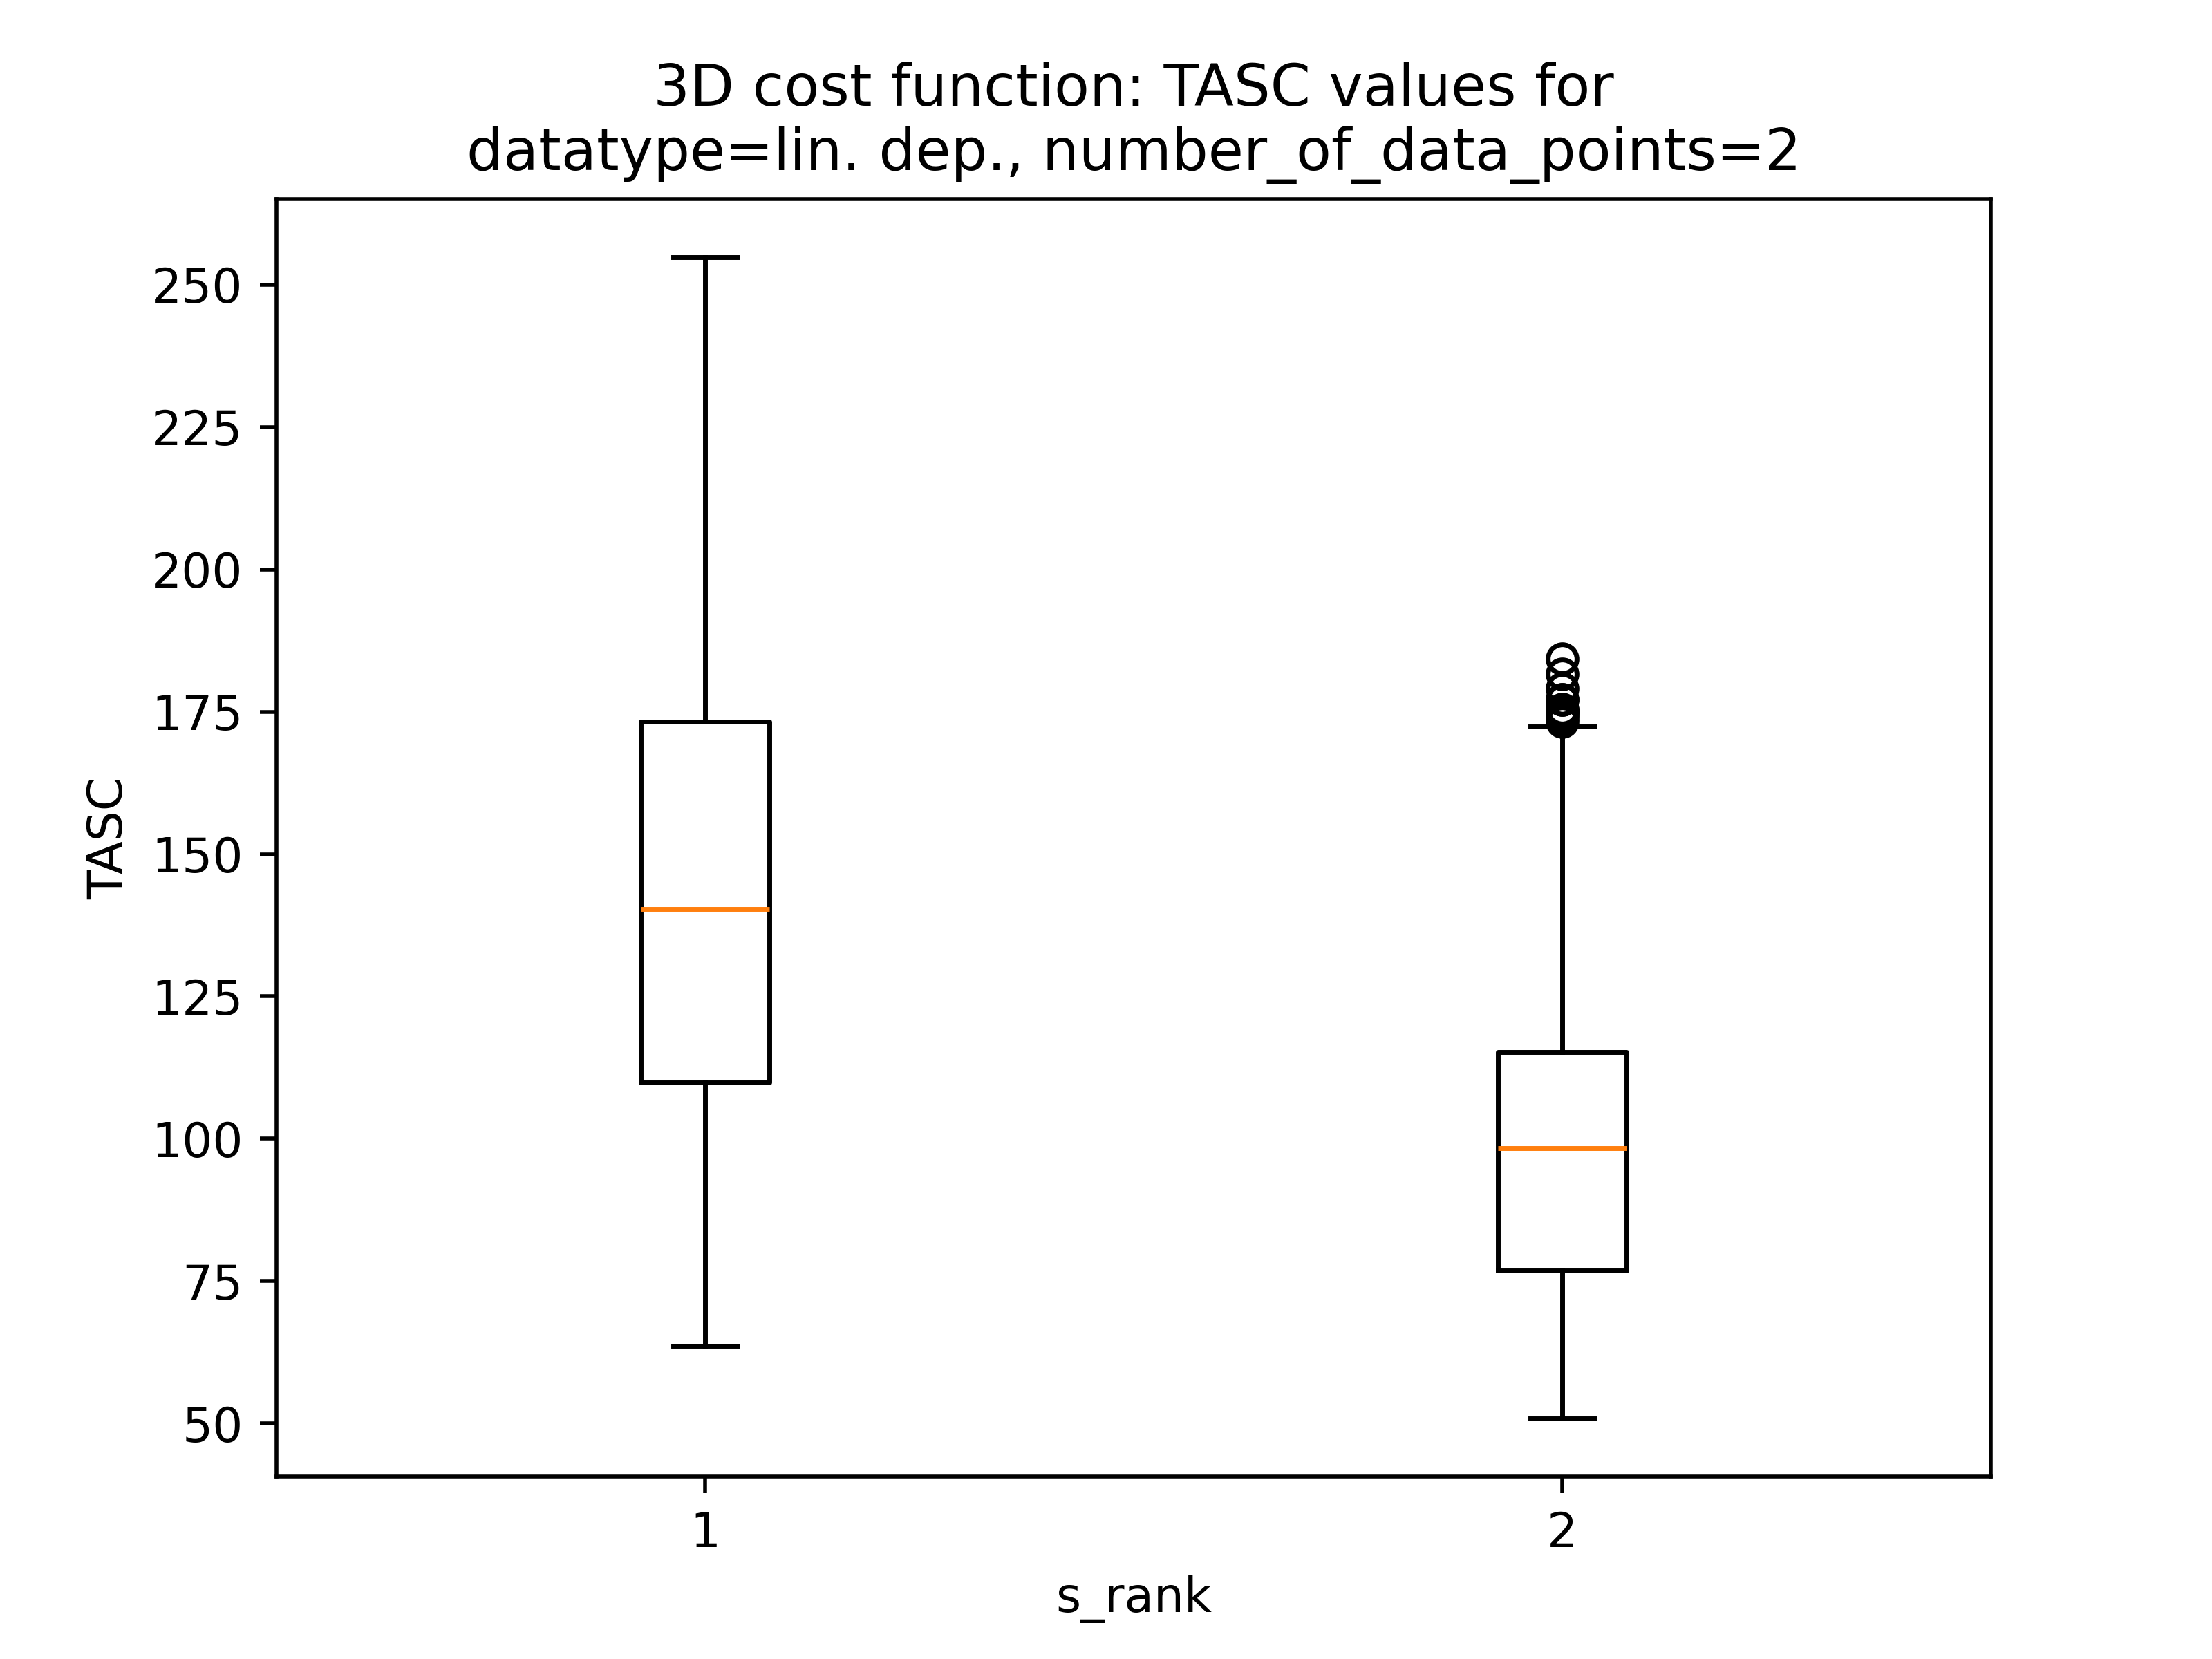 3D cost function: TASC values for
datatype=lin. dep., number_of_data_points=2
250
225
200
175
150
125
100
75
50
TASC
1
2
s_rank